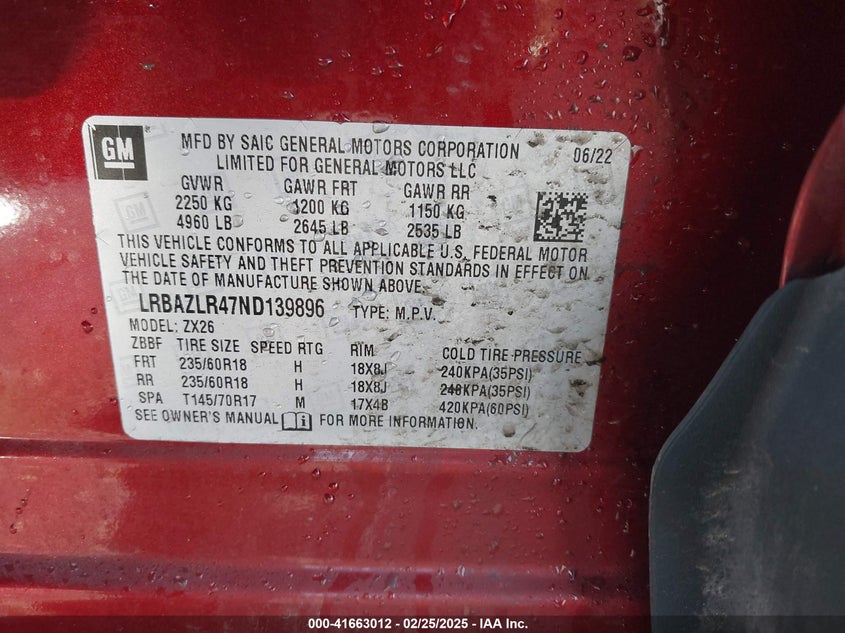 GM
MFD BY SAIC GENERAL MOTORS CORPORATION 06/22
LIMITED FOR GENERAL MOTORS LLC
GVWR GAWR FRT GAWR RR
2250 KG 1200 KG 1150 KG
4960 LB 2645 LB 2535 LB
THIS VEHICLE CONFORMS TO ALL APPLICABLE U.S. FEDERAL MOTOR
VEHICLE SAFETY AND THEFT PREVENTION STANDARDS IN EFFECT ON
THE DATE OF MANUFACTURE SHOWN ABOVE.
LRBAZLR47ND139896 TYPE: M.P.V.
MODEL: ZX26
ZBBF TIRE SIZE SPEED RTG RIM COLD TIRE PRESSURE
FRT 235/60R18 H 18X8J 240KPA(35PSI)
RR 235/60R18 H 18X8J 240KPA(35PSI)
SPA T145/70R17 M 17X4B 420KPA(60PSI)
SEE OWNER'S MANUAL FOR MORE INFORMATION.
000-41663012 - 02/25/2025 - IAA Inc.